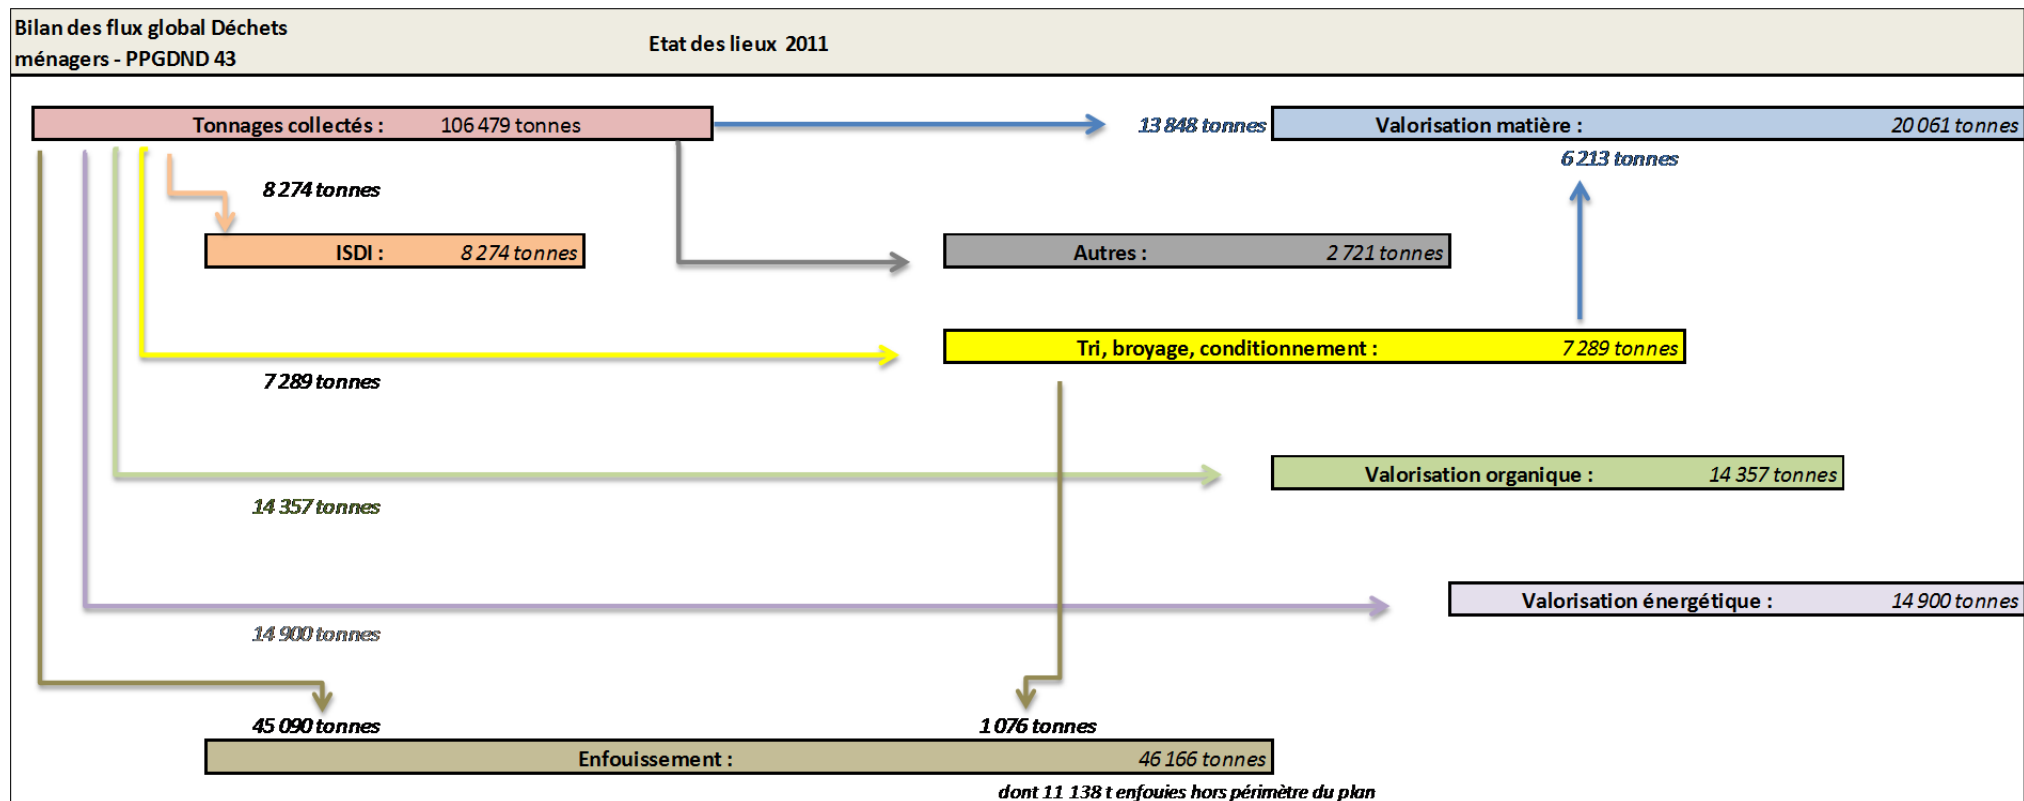 Bilan des flux global Déchets
ménagers - PPGDND 43
Etat des lieux 2011
Tonnages collectés : 106 479 tonnes
13 848 tonnes
Valorisation matière : 20 061 tonnes
6 213 tonnes
8 274 tonnes
ISDI : 8 274 tonnes
Autres : 2 721 tonnes
Tri, broyage, conditionnement : 7 289 tonnes
7 289 tonnes
Valorisation organique : 14 357 tonnes
14 357 tonnes
Valorisation énergétique : 14 900 tonnes
14 900 tonnes
45 090 tonnes
1 076 tonnes
Enfouissement : 46 166 tonnes
dont 11 138 t enfouies hors périmètre du plan